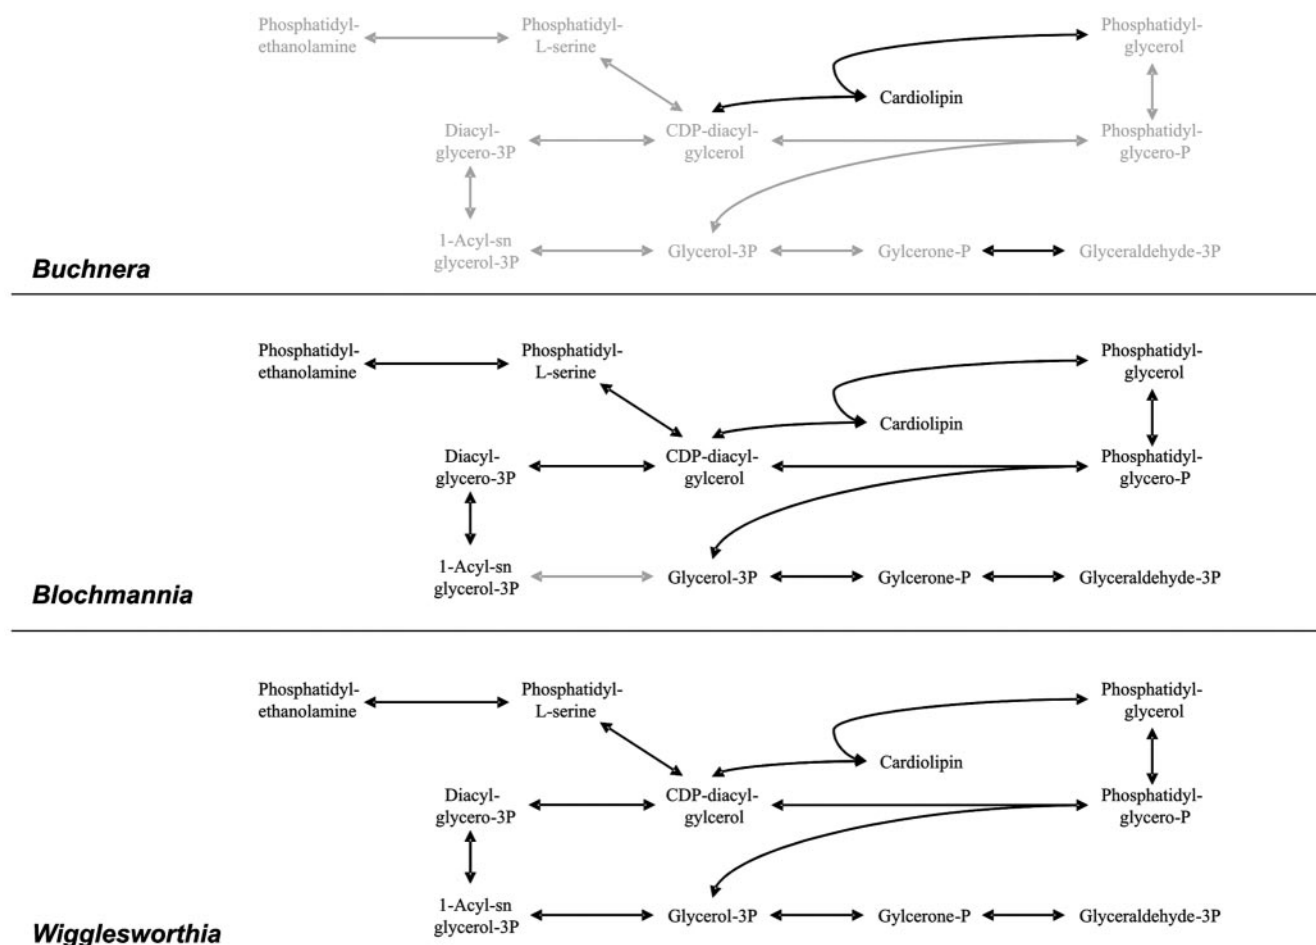 Phosphatidyl-
ethanolamine
Phosphatidyl-
L-serine
Phosphatidyl-
glycerol
Cardiolipin
Diacyl-
glycero-3P
CDP-diacyl-
gylcerol
Phosphatidyl-
glycero-P
1-Acyl-sn
glycerol-3P
Glycerol-3P
Gylcerone-P
Glyceraldehyde-3P
Buchnera
Phosphatidyl-
ethanolamine
Phosphatidyl-
L-serine
Phosphatidyl-
glycerol
Cardiolipin
Diacyl-
glycero-3P
CDP-diacyl-
gylcerol
Phosphatidyl-
glycero-P
1-Acyl-sn
glycerol-3P
Glycerol-3P
Gylcerone-P
Glyceraldehyde-3P
Blochmannia
Phosphatidyl-
ethanolamine
Phosphatidyl-
L-serine
Phosphatidyl-
glycerol
Cardiolipin
Diacyl-
glycero-3P
CDP-diacyl-
gylcerol
Phosphatidyl-
glycero-P
1-Acyl-sn
glycerol-3P
Glycerol-3P
Gylcerone-P
Glyceraldehyde-3P
Wigglesworthia